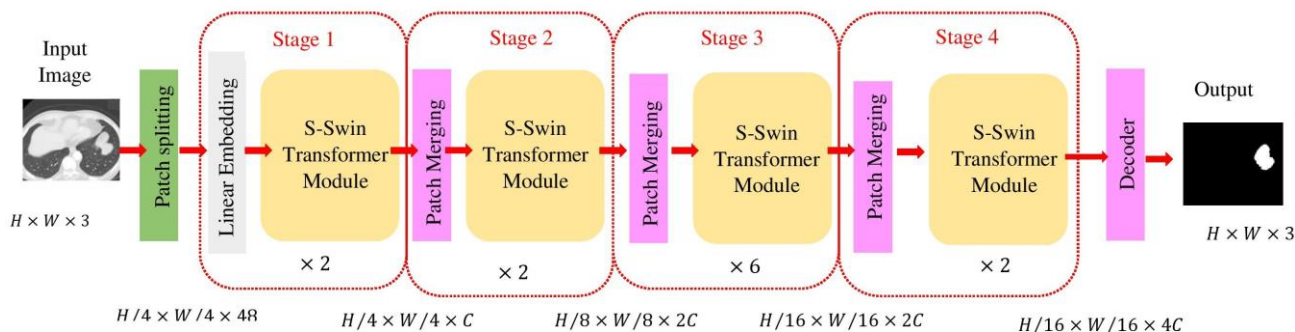 Input
Image
H × W × 3
Patch splitting
H/4 × W/4 × 48
Stage 1
Linear Embedding
S-Swin
Transformer
Module
× 2
H/4 × W/4 × C
Stage 2
Patch Merging
S-Swin
Transformer
Module
× 2
H/8 × W/8 × 2C
Stage 3
Patch Merging
S-Swin
Transformer
Module
× 6
H/16 × W/16 × 2C
Stage 4
Patch Merging
S-Swin
Transformer
Module
× 2
H/16 × W/16 × 4C
Decoder
Output
H × W × 3